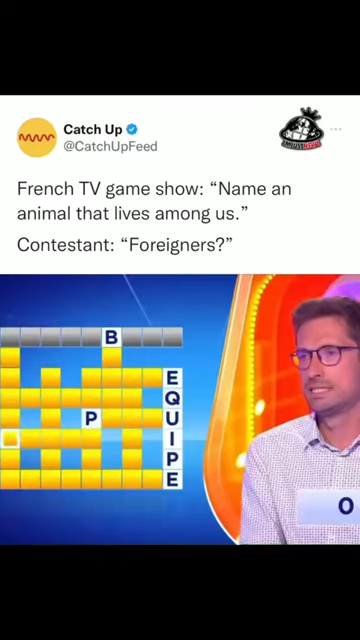 Catch Up
@CatchUpFeed
French TV game show: “Name an
animal that lives among us.”
Contestant: “Foreigners?”
B
E
Q
P U
I
P
E
O